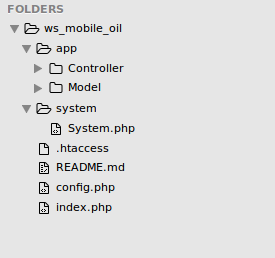 FOLDERS
ws_mobile_oil
app
Controller
Model
system
System.php
.htaccess
README.md
config.php
index.php